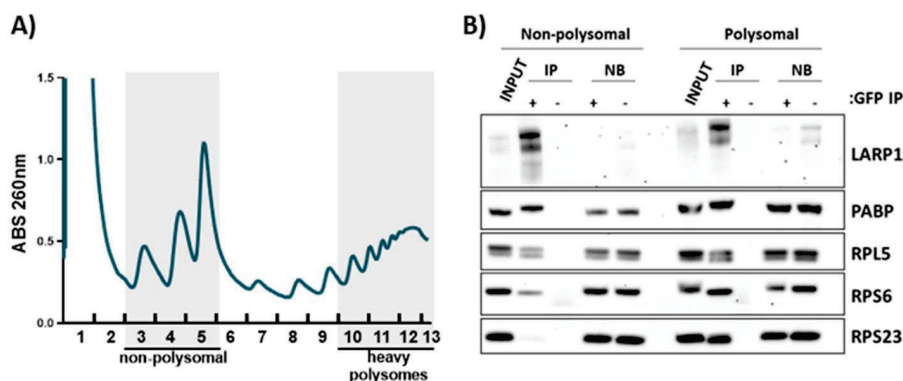 A)
ABS 260nm
1.5
1.0
0.5
0.0
1 2 3 4 5 6 7 8 9 10 11 12 13
non-polysomal
heavy
polysomes
B)
Non-polysomal Polysomal
INPUT IP NB INPUT IP NB
+ - + - + - + - :GFP IP
LARP1
PABP
RPL5
RPS6
RPS23